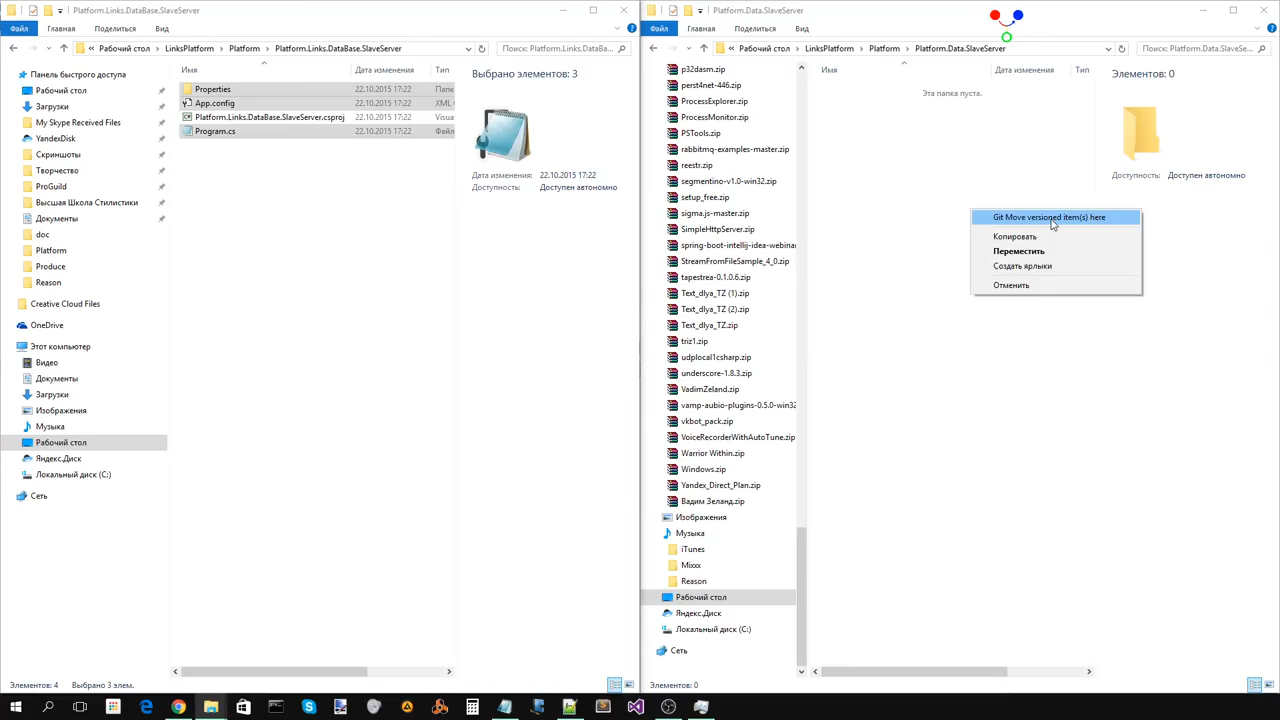 Platform.Links.DataBase.SlaveServer
Файл
Главная
Поделиться
Вид
« Рабочий стол › LinksPlatform › Platform › Platform.Links.DataBase.SlaveServer
Поиск: Platform.Links.DataBa...
Панель быстрого доступа
Рабочий стол
Загрузки
My Skype Received Files
YandexDisk
Скриншоты
Творчество
ProGuild
Высшая Школа Стилистики
Документы
doc
Platform
Produce
Reason
Creative Cloud Files
OneDrive
Этот компьютер
Видео
Документы
Загрузки
Изображения
Музыка
Рабочий стол
Яндекс.Диск
Локальный диск (C:)
Сеть
Имя
Дата изменения
Тип
Properties 22.10.2015 17:22 Папк
App.config 22.10.2015 17:22 XML
Platform.Links.DataBase.SlaveServer.csproj 22.10.2015 17:22 Visua
Program.cs 22.10.2015 17:22 Файл
Выбрано элементов: 3
Дата изменения: 22.10.2015 17:22
Доступность: Доступен автономно
Элементов: 4 Выбрано 3 элем.
Platform.Data.SlaveServer
Файл
Главная
Поделиться
Вид
« Рабочий стол › LinksPlatform › Platform › Platform.Data.SlaveServer
Поиск: Platform.Data.SlaveSe...
p32dasm.zip
perst4net-446.zip
ProcessExplorer.zip
ProcessMonitor.zip
PSTools.zip
rabbitmq-examples-master.zip
reestr.zip
segmentino-v1.0-win32.zip
setup_free.zip
sigma.js-master.zip
SimpleHttpServer.zip
spring-boot-intellij-idea-webinar
StreamFromFileSample_4_0.zip
tapestrea-0.1.0.6.zip
Text_dlya_TZ (1).zip
Text_dlya_TZ (2).zip
Text_dlya_TZ.zip
triz1.zip
udplocal1csharp.zip
underscore-1.8.3.zip
VadimZeland.zip
vamp-aubio-plugins-0.5.0-win32
vkbot_pack.zip
VoiceRecorderWithAutoTune.zip
Warrior Within.zip
Windows.zip
Yandex_Direct_Plan.zip
Вадим Зеланд.zip
Изображения
Музыка
iTunes
Mixxx
Reason
Рабочий стол
Яндекс.Диск
Локальный диск (C:)
Сеть
Имя
Дата изменения
Тип
Эта папка пуста.
Git Move versioned item(s) here
Копировать
Переместить
Создать ярлыки
Отменить
Элементов: 0
Доступность: Доступен автономно
Элементов: 0